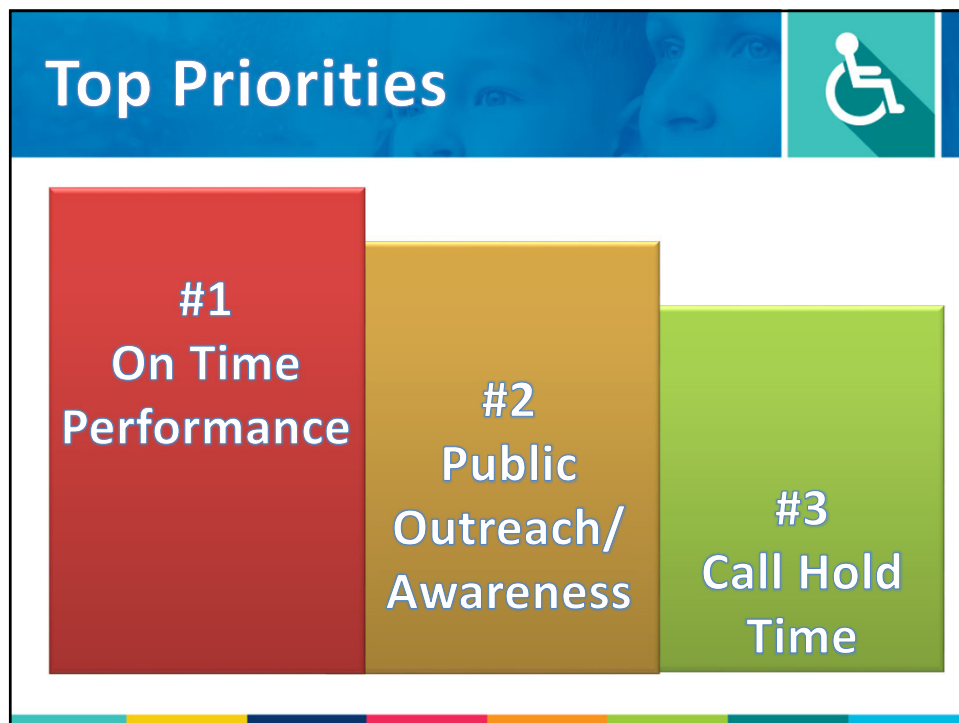 Top Priorities
#1
On Time
Performance
#2
Public
Outreach/
Awareness
#3
Call Hold
Time